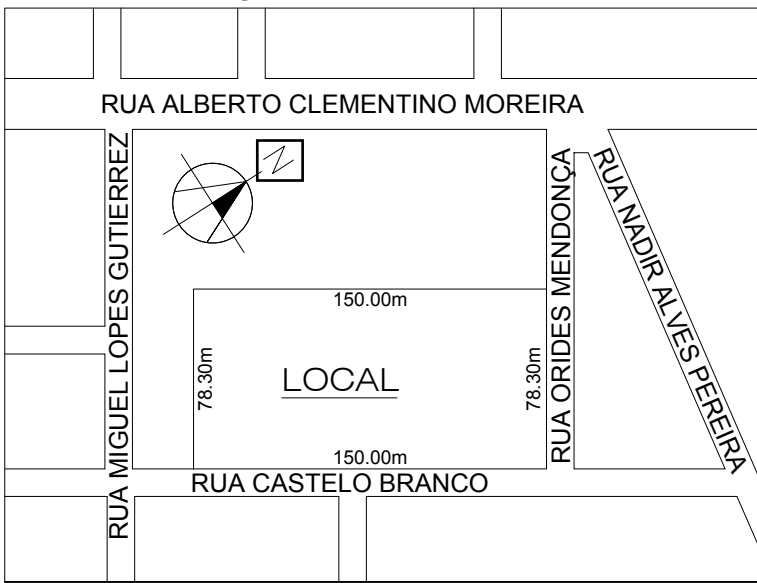 RUA ALBERTO CLEMENTINO MOREIRA
N
RUA MIGUEL LOPES GUTIERREZ
RUA ORIDES MENDONÇA
RUA NADIR ALVES PEREIRA
150.00m
78.30m
LOCAL
78.30m
150.00m
RUA CASTELO BRANCO